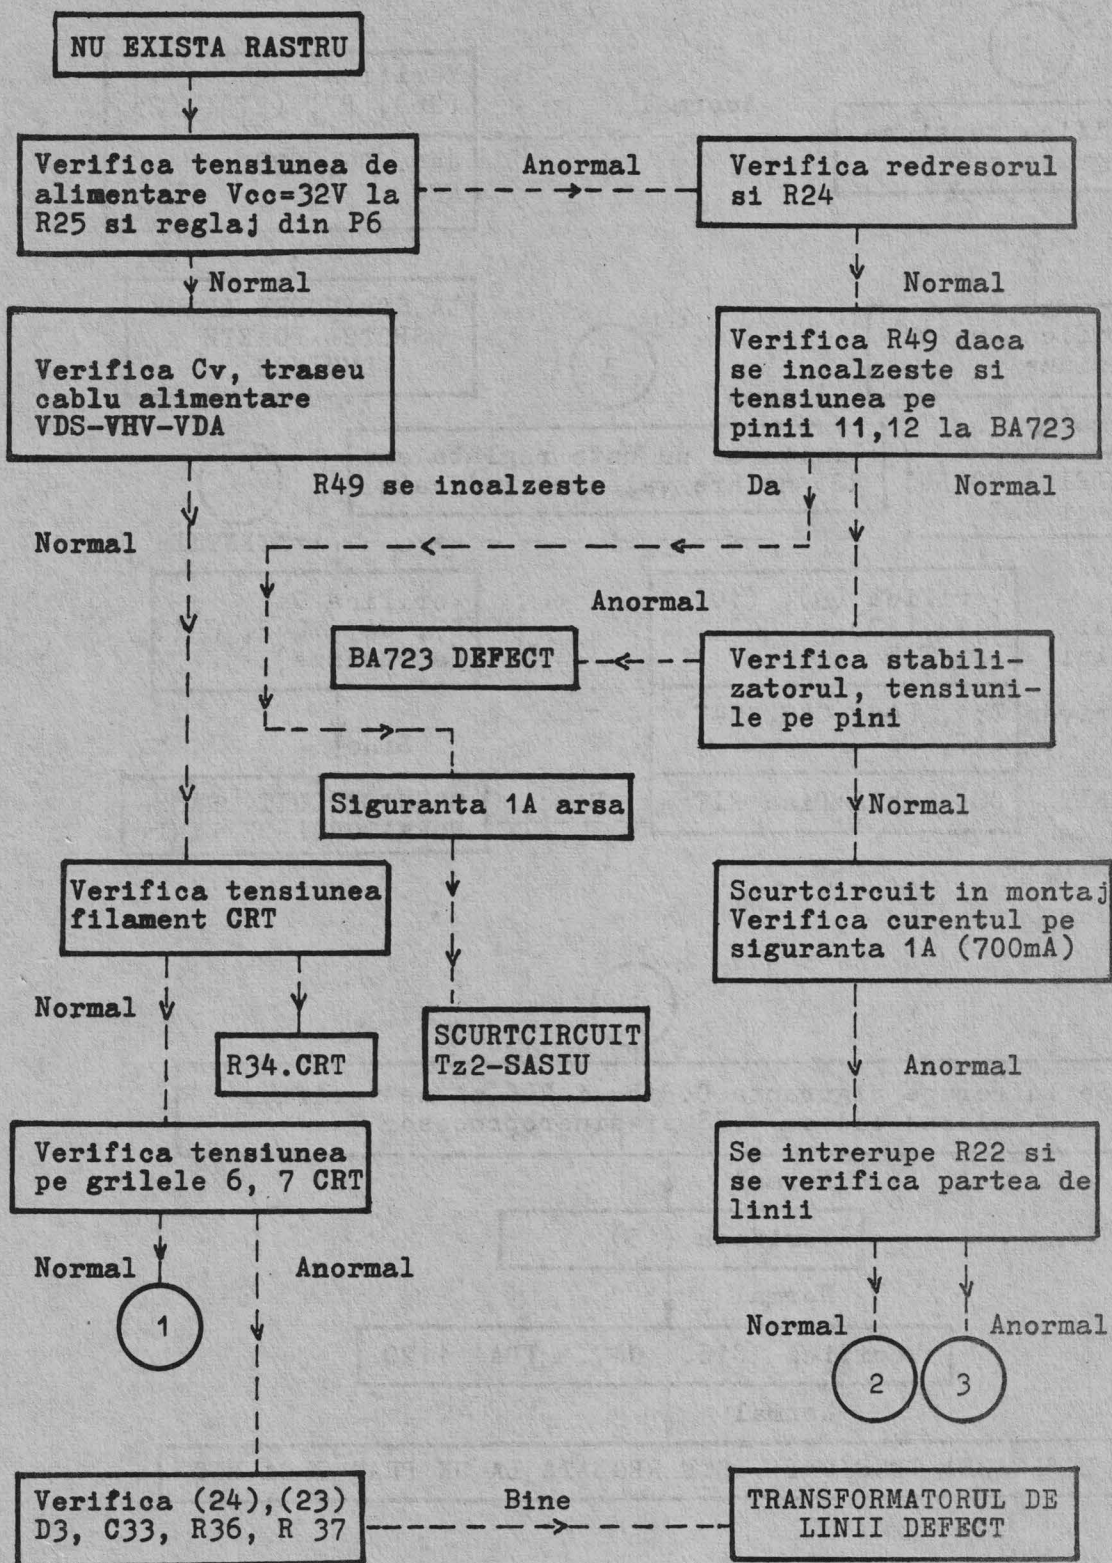 NU EXISTA RASTRU
Verifica tensiunea de
alimentare Vcc=32V la
R25 si reglaj din P6
Anormal
Verifica redresorul
si R24
Normal
Normal
Verifica Cv, traseu
cablu alimentare
VDS-VHV-VDA
Verifica R49 daca
se incalzeste si
tensiunea pe
pinii 11,12 la BA723
R49 se incalzeste
Da
Normal
Normal
Anormal
BA723 DEFECT
Verifica stabili-
zatorul, tensiuni-
le pe pini
Siguranta 1A arsa
Normal
Verifica tensiunea
filament CRT
Scurtcircuit in montaj
Verifica curentul pe
siguranta 1A (700mA)
Normal
R34.CRT
SCURTCIRCUIT
Tz2-SASIU
Anormal
Verifica tensiunea
pe grilele 6, 7 CRT
Se intrerupe R22 si
se verifica partea de
linii
Normal
Anormal
1
Normal
Anormal
2
3
Verifica (24),(23)
D3, C33, R36, R 37
Bine
TRANSFORMATORUL DE
LINII DEFECT